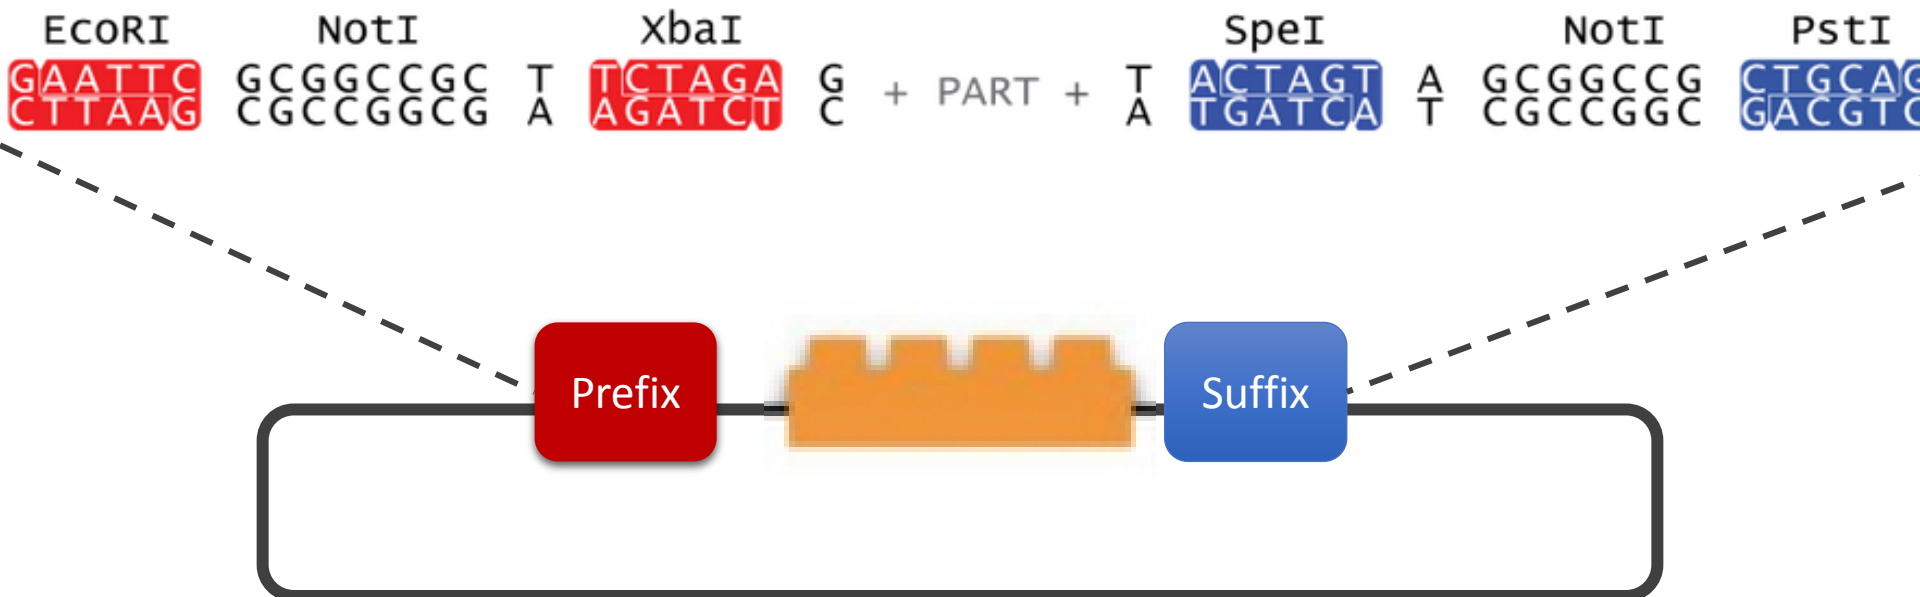 EcoRI NotI XbaI SpeI NotI PstI
GAATTC GCGGCCGC T TCTAGA G + PART + T ACTAGT A GCGGCCG CTGCAG
CTTAAG CGCCGGCG A AGATCT C A TGATCA T CGCCGGC GACGTC
Prefix Suffix